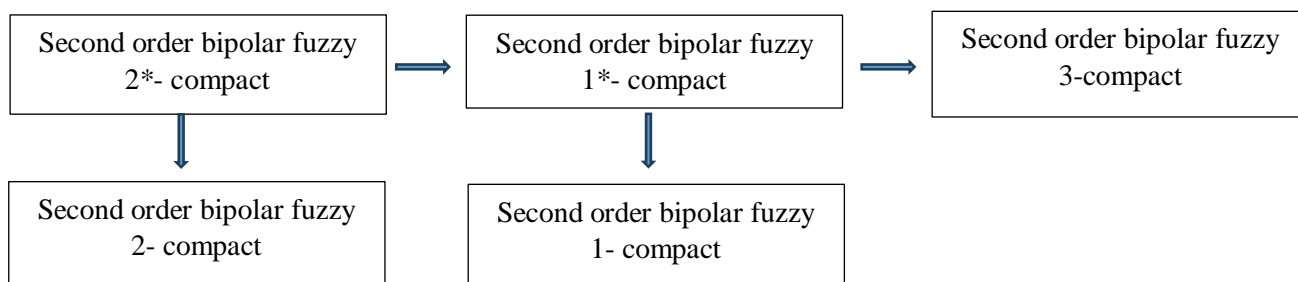 Second order bipolar fuzzy
2*- compact
Second order bipolar fuzzy
1*- compact
Second order bipolar fuzzy
3-compact
Second order bipolar fuzzy
2- compact
Second order bipolar fuzzy
1- compact